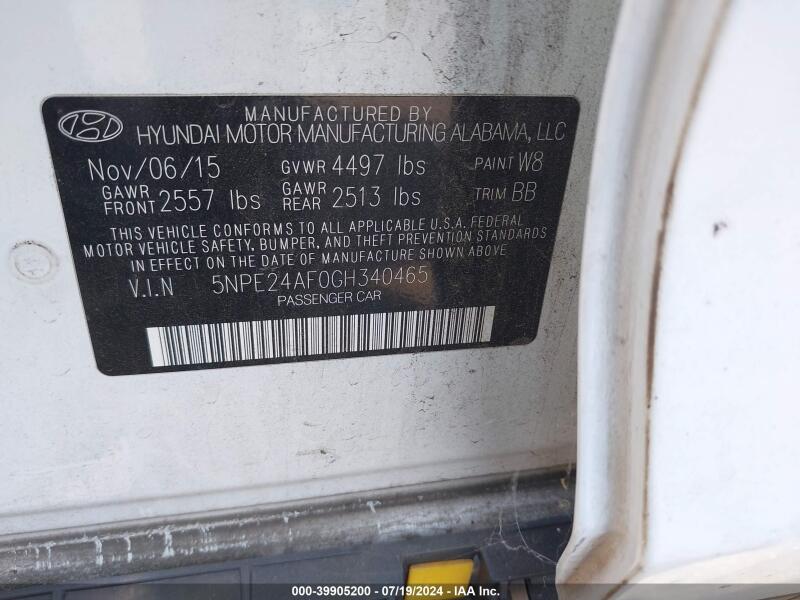 MANUFACTURED BY
HYUNDAI MOTOR MANUFACTURING ALABAMA, LLC
Nov/06/15 GVWR 4497 lbs PAINT W8
GAWR FRONT 2557 lbs GAWR REAR 2513 lbs TRIM BB
THIS VEHICLE CONFORMS TO ALL APPLICABLE U.S.A. FEDERAL
MOTOR VEHICLE SAFETY, BUMPER, AND THEFT PREVENTION STANDARDS
IN EFFECT ON THE DATE OF MANUFACTURE SHOWN ABOVE.
V.I.N 5NPE24AF0GH340465
PASSENGER CAR
000-39905200 - 07/19/2024 - IAA Inc.